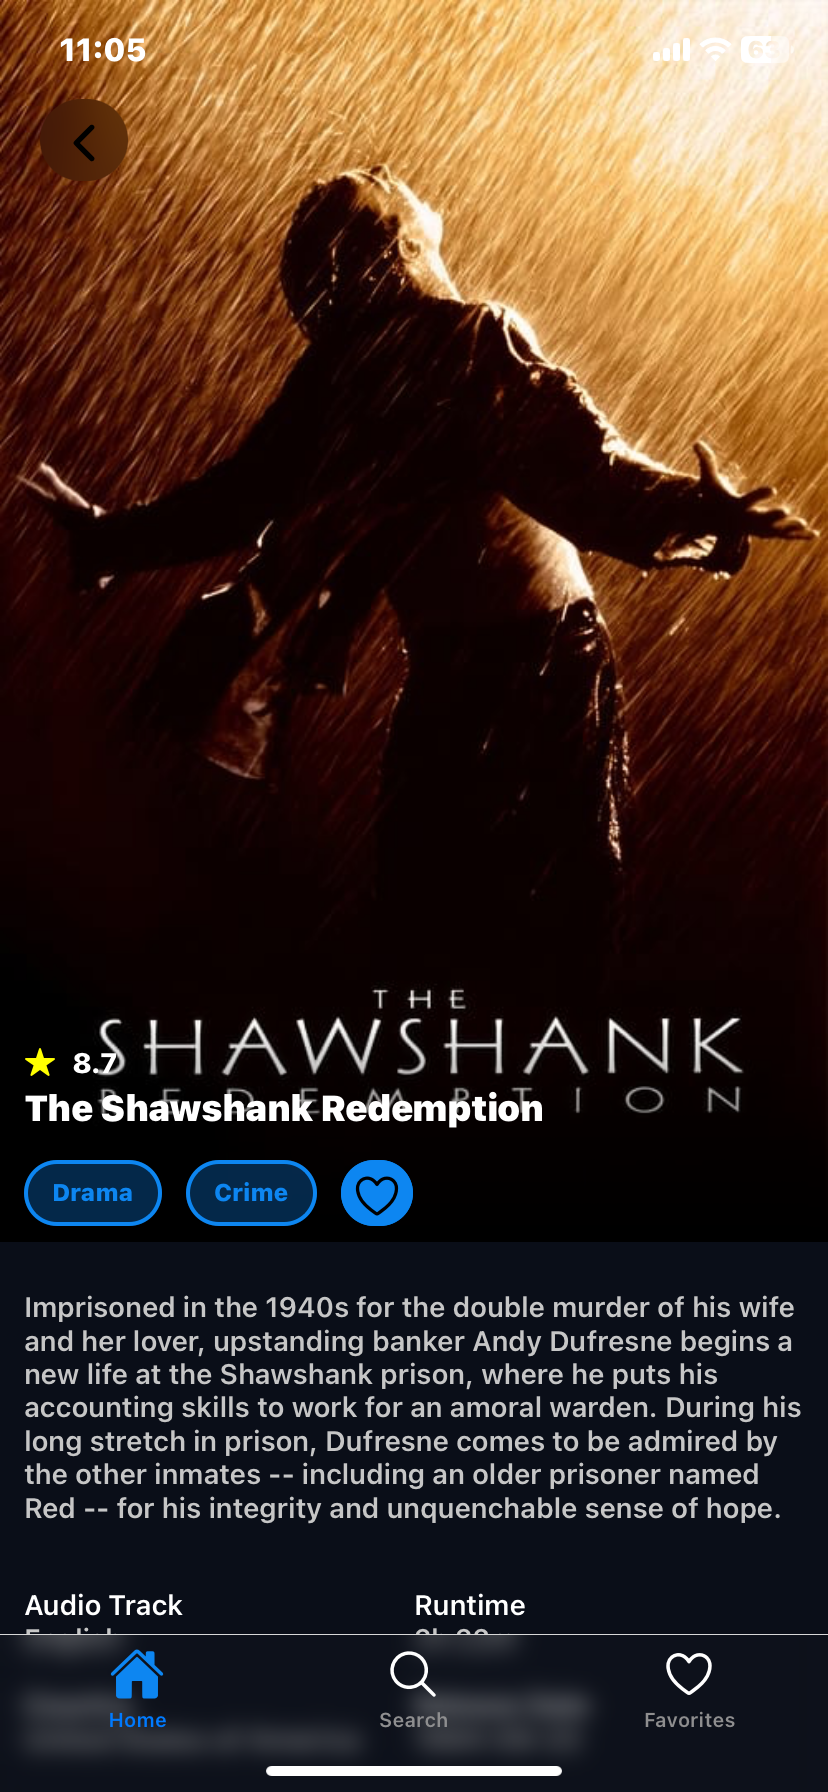 11:05
63
THE
SHAWSHANK
REDEMPTION
8.7
The Shawshank Redemption
Drama
Crime
Imprisoned in the 1940s for the double murder of his wife
and her lover, upstanding banker Andy Dufresne begins a
new life at the Shawshank prison, where he puts his
accounting skills to work for an amoral warden. During his
long stretch in prison, Dufresne comes to be admired by
the other inmates -- including an older prisoner named
Red -- for his integrity and unquenchable sense of hope.
Audio Track
Runtime
English
Home
Search
Favorites